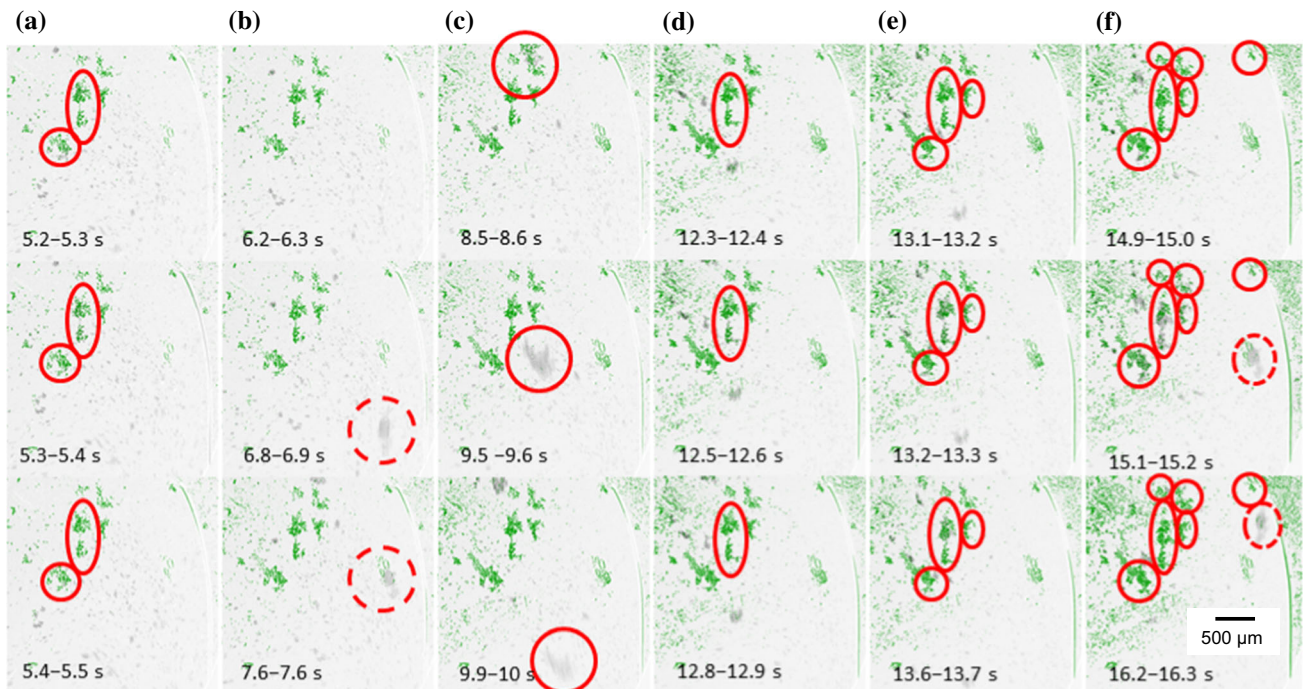 (a) (b) (c) (d) (e) (f)
5.2–5.3 s 6.2–6.3 s 8.5–8.6 s 12.3–12.4 s 13.1–13.2 s 14.9–15.0 s
5.3–5.4 s 6.8–6.9 s 9.5 –9.6 s 12.5–12.6 s 13.2–13.3 s 15.1–15.2 s
500 µm
5.4–5.5 s 7.6–7.6 s 9.9–10 s 12.8–12.9 s 13.6–13.7 s 16.2–16.3 s